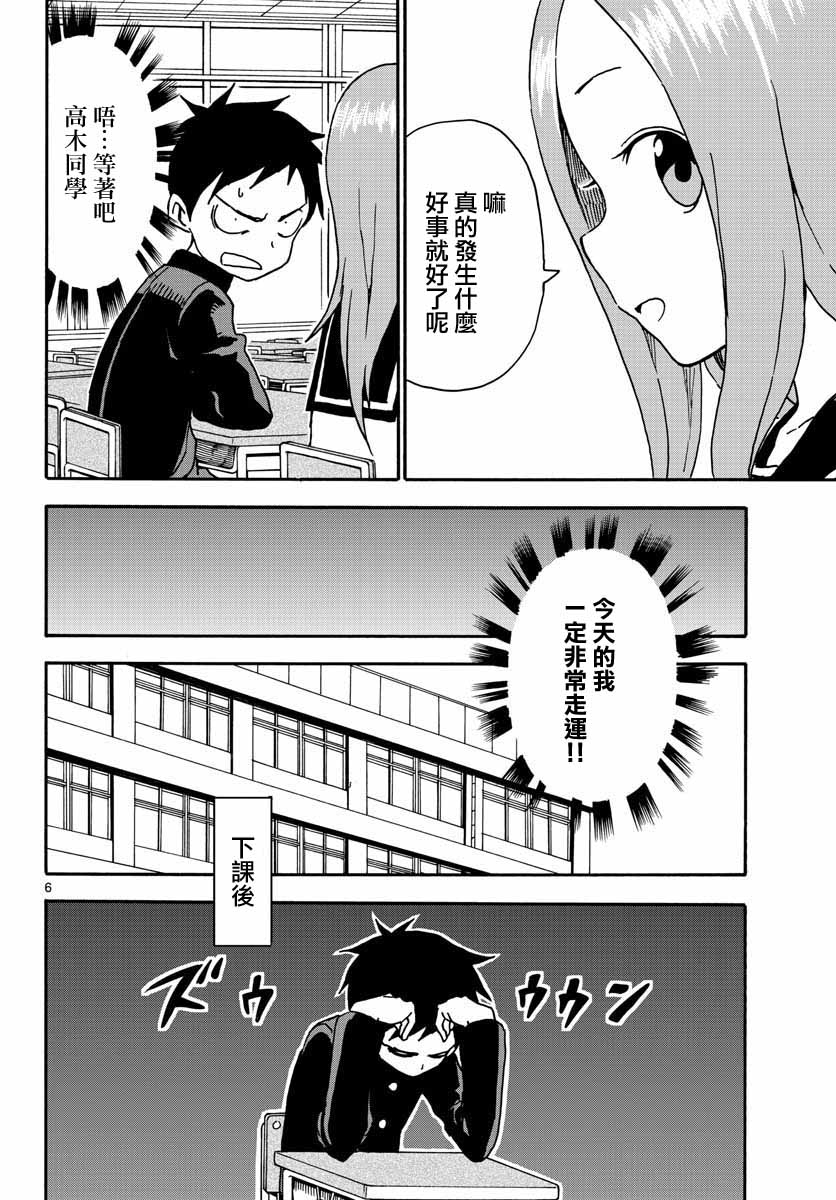 嘛
真的發生什麼
好事就好了呢
唔…等著吧
高木同學
今天的我
一定非常走運!!
下課後
6
ズゥ
ウウン